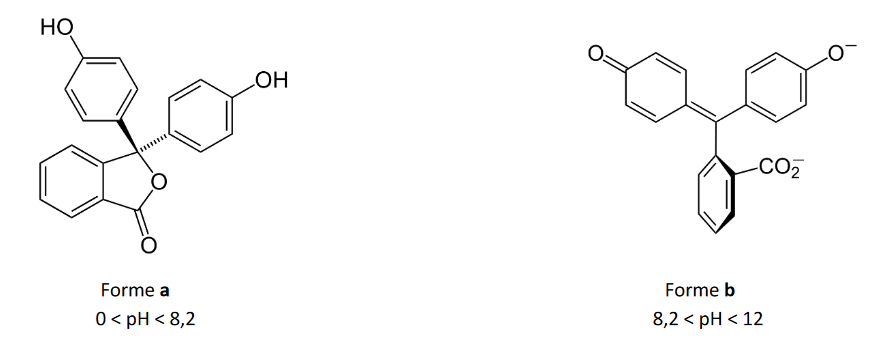 HO
OH
O
O
O
O⁻
CO₂⁻
Forme a
0 < pH < 8,2
Forme b
8,2 < pH < 12